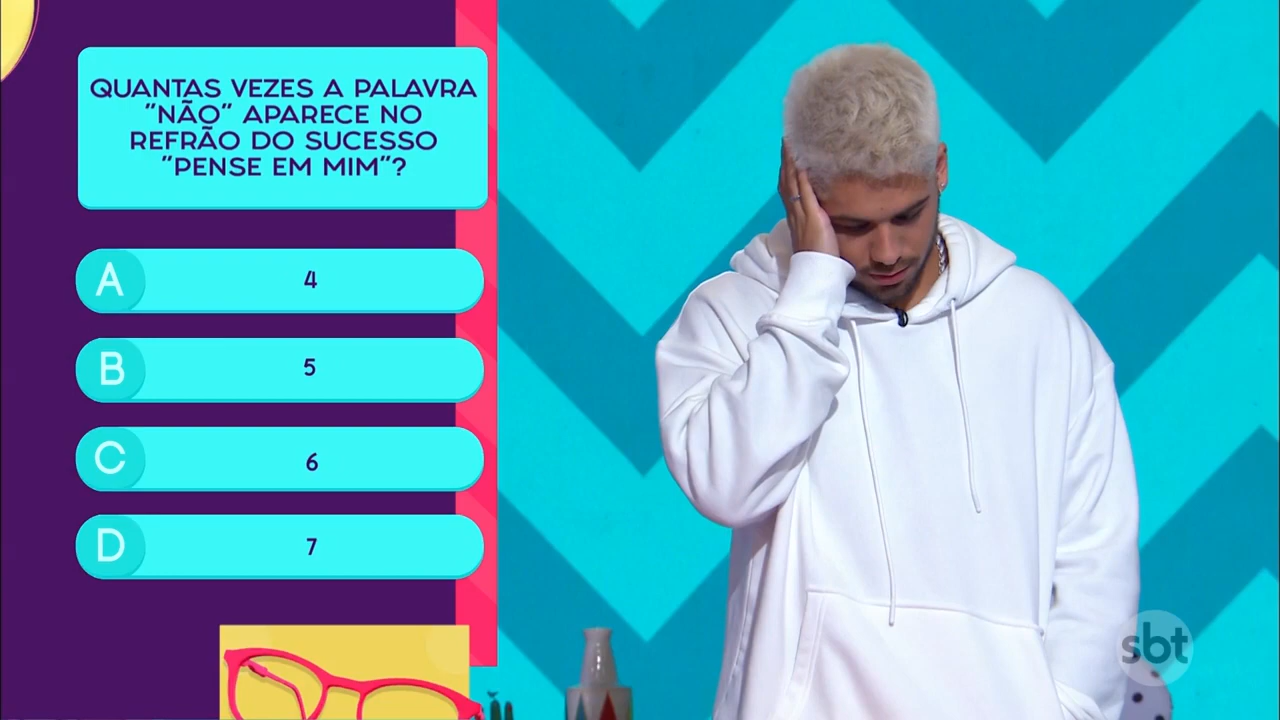 QUANTAS VEZES A PALAVRA
"NÃO" APARECE NO
REFRÃO DO SUCESSO
"PENSE EM MIM"?
A 4
B 5
C 6
D 7
sbt